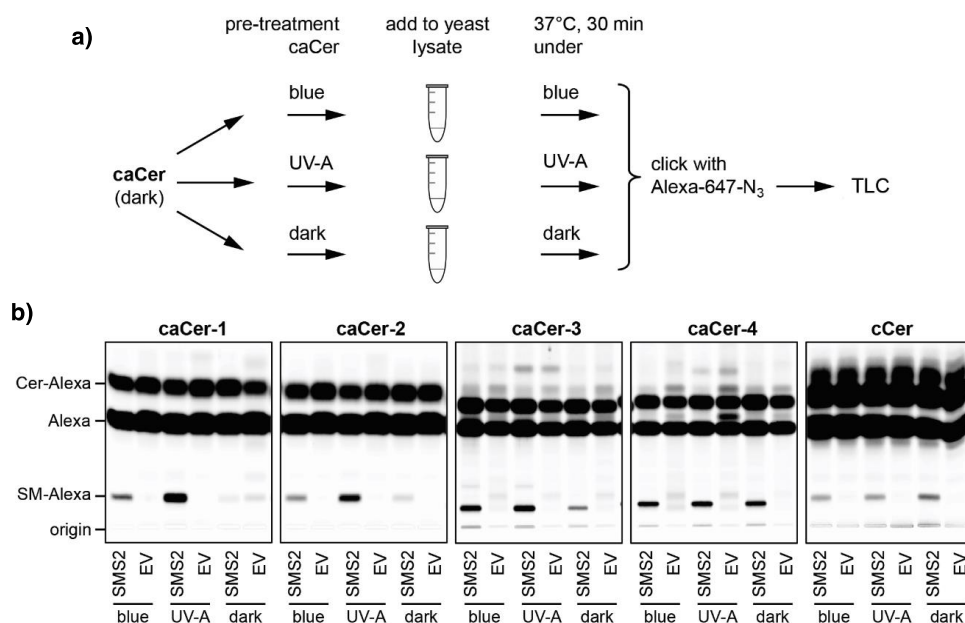 a)
pre-treatment
caCer
add to yeast
lysate
37°C, 30 min
under
blue
blue
caCer
(dark)
UV-A
UV-A
click with
Alexa-647-N₃
TLC
dark
dark
b)
caCer-1 caCer-2 caCer-3 caCer-4 cCer
Cer-Alexa
Alexa
SM-Alexa
origin
SMS2 EV SMS2 EV SMS2 EV SMS2 EV SMS2 EV SMS2 EV SMS2 EV SMS2 EV SMS2 EV SMS2 EV SMS2 EV SMS2 EV SMS2 EV SMS2 EV SMS2 EV
blue UV-A dark blue UV-A dark blue UV-A dark blue UV-A dark blue UV-A dark